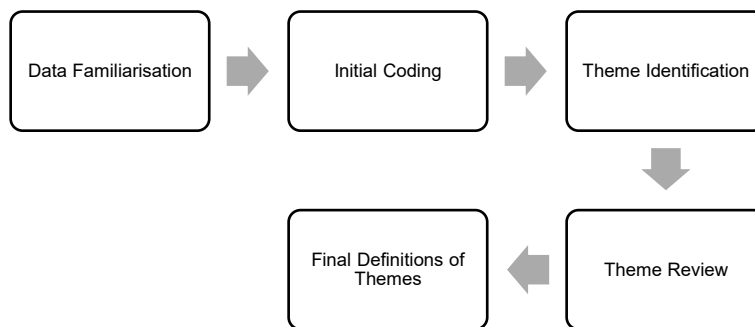 Data Familiarisation
Initial Coding
Theme Identification
Theme Review
Final Definitions of
Themes